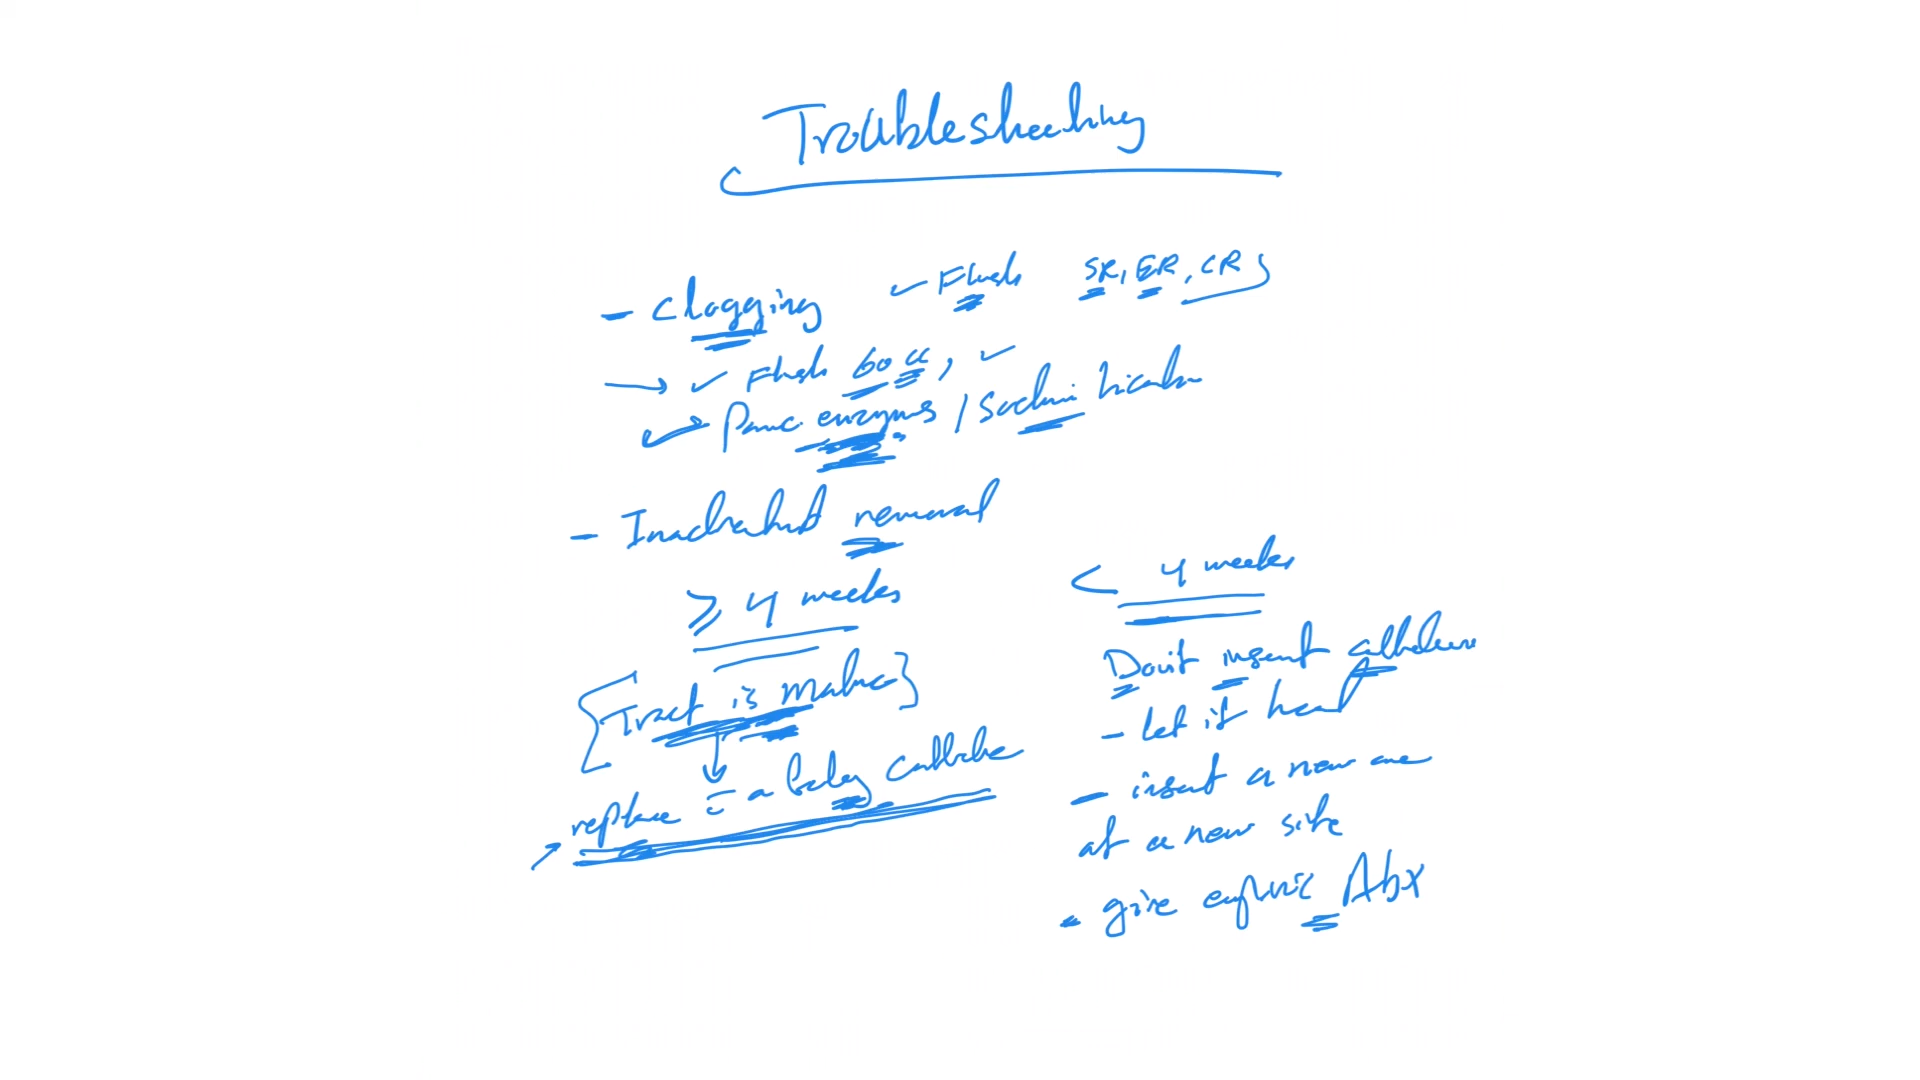 Troubleshooting
- Clogging ✓ Flush SR, ER, CR
→ ✓ Flush 60 cc, ✓
Panc. enzymes / Sodium bicarb
- Inadvertent removal
≥ 4 weeks
< 4 weeks
{Tract is mature}
Don't insert catheter
- let it heal
↓
replace c̄ a foley catheter
- insert a new one
at a new site
- give empiric Abx